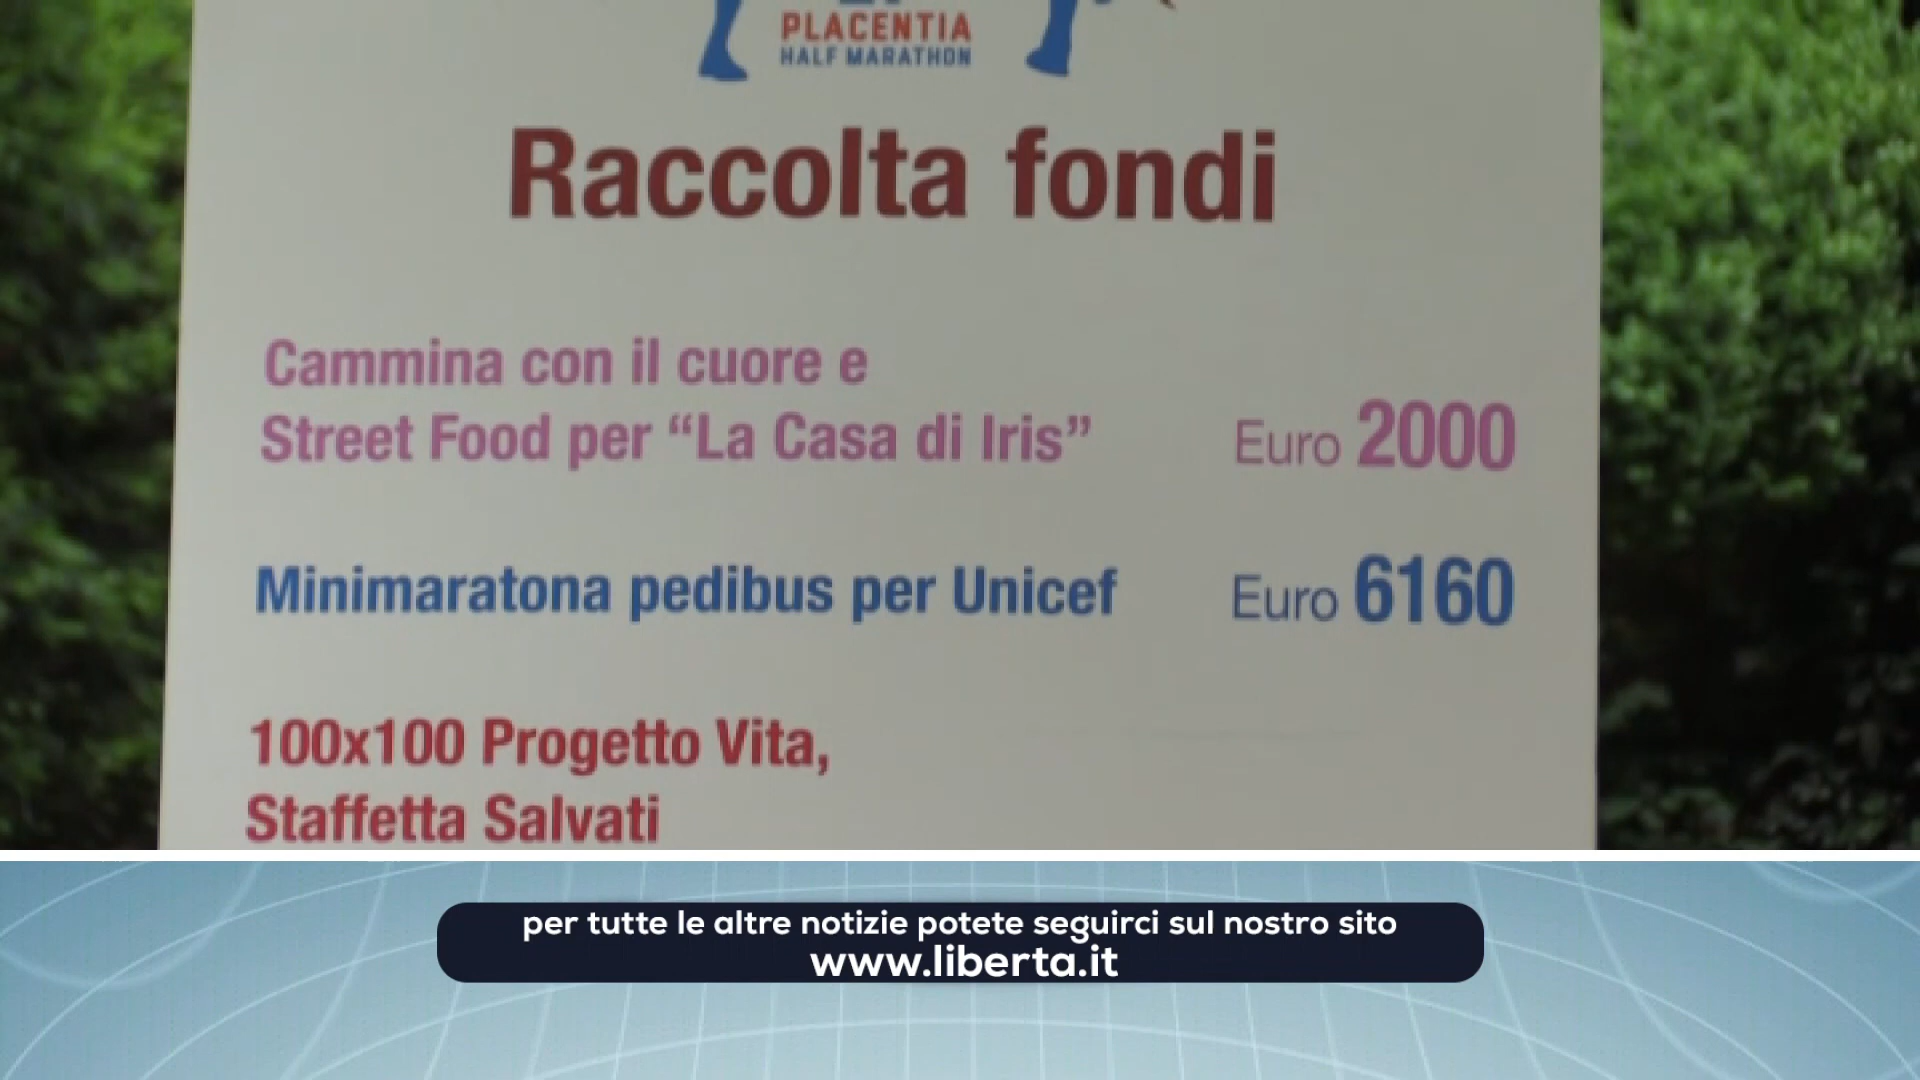 PLACENTIA
HALF MARATHON
Raccolta fondi
Cammina con il cuore e
Street Food per “La Casa di Iris” Euro 2000
Minimaratona pedibus per Unicef Euro 6160
100x100 Progetto Vita,
Staffetta Salvati
per tutte le altre notizie potete seguirci sul nostro sito
www.liberta.it